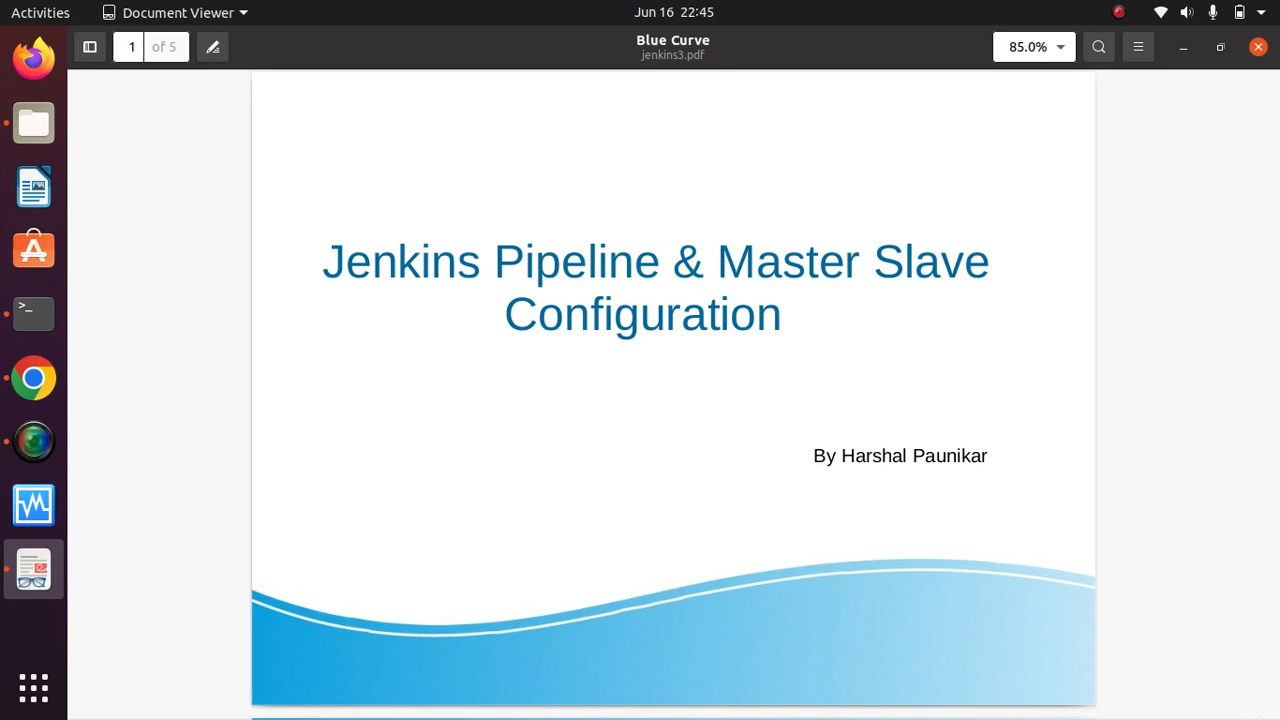 Activities
Document Viewer
Jun 16 22:45
1 of 5
Blue Curve
jenkins3.pdf
85.0%
Jenkins Pipeline & Master Slave
Configuration
By Harshal Paunikar